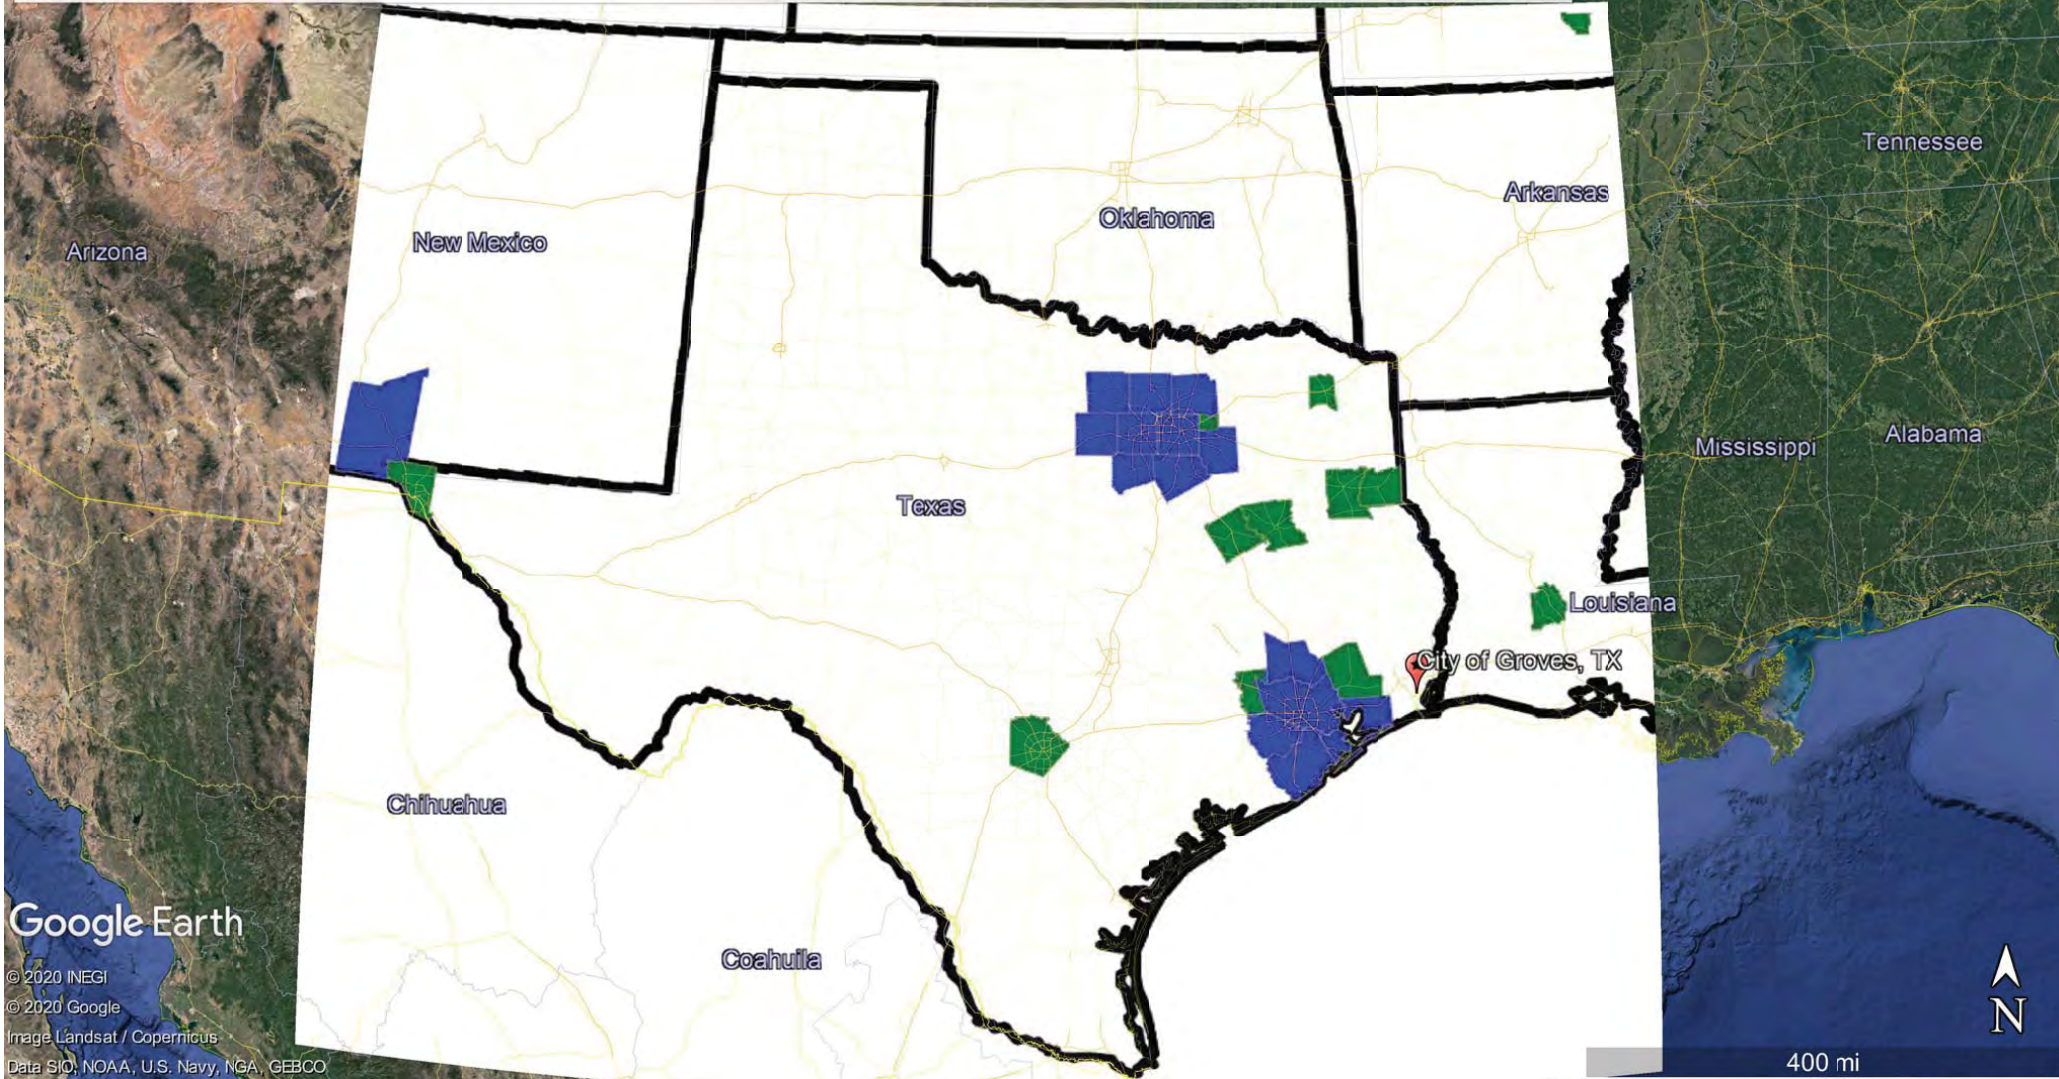 Tennessee
Arkansas
Oklahoma
New Mexico
Arizona
Alabama
Mississippi
Texas
Louisiana
City of Groves, TX
Chihuahua
Coahuila
Google Earth
© 2020 INEGI
© 2020 Google
Image Landsat / Copernicus
Data SIO, NOAA, U.S. Navy, NGA, GEBCO
N
400 mi